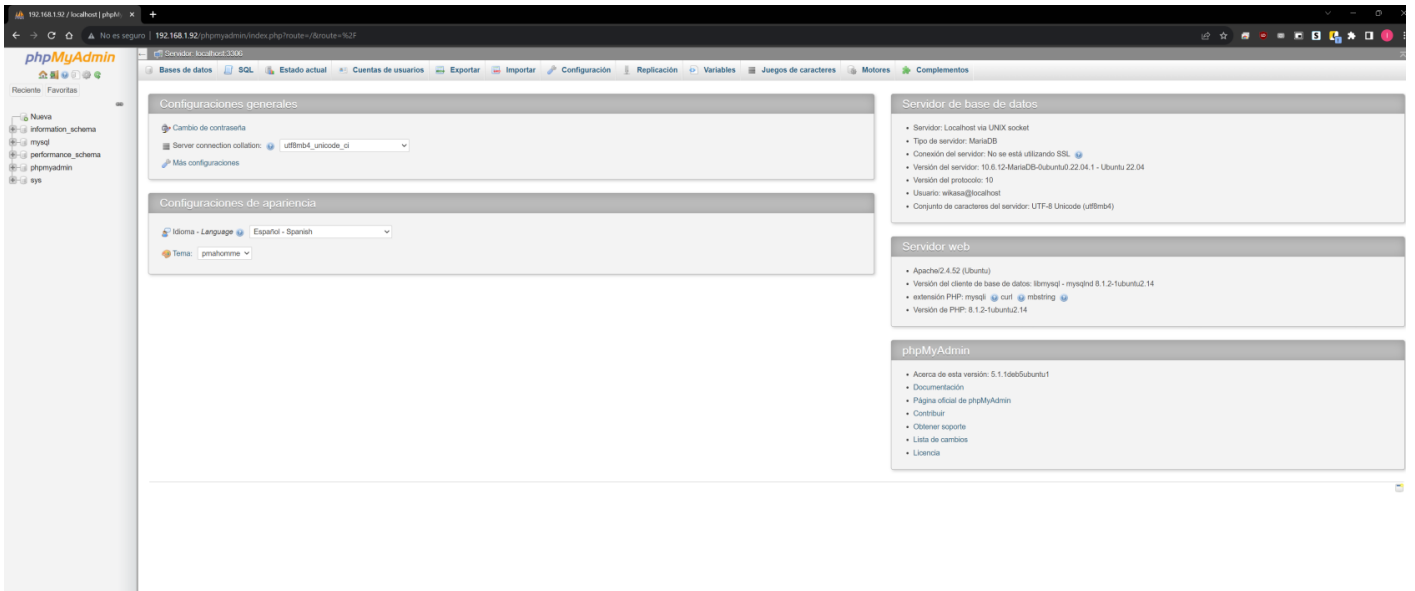 192.168.1.92 / localhost | phpM
No es seguro | 192.168.1.92/phpmyadmin/index.php?route=/&route=%2F
phpMyAdmin
Reciente Favoritas
Nueva
information_schema
mysql
performance_schema
phpmyadmin
sys
Servidor: localhost:3306
Bases de datos SQL Estado actual Cuentas de usuarios Exportar Importar Configuración Replicación Variables Juegos de caracteres Motores Complementos
Configuraciones generales
Cambio de contraseña
Server connection collation: utf8mb4_unicode_ci
Más configuraciones
Configuraciones de apariencia
Idioma - Language Español - Spanish
Tema: pmahomme
Servidor de base de datos
• Servidor: Localhost via UNIX socket
• Tipo de servidor: MariaDB
• Conexión del servidor: No se está utilizando SSL
• Versión del servidor: 10.6.12-MariaDB-0ubuntu0.22.04.1 - Ubuntu 22.04
• Versión del protocolo: 10
• Usuario: wikasa@localhost
• Conjunto de caracteres del servidor: UTF-8 Unicode (utf8mb4)
Servidor web
• Apache/2.4.52 (Ubuntu)
• Versión del cliente de base de datos: libmysql - mysqlnd 8.1.2-1ubuntu2.14
• extensión PHP: mysqli curl mbstring
• Versión de PHP: 8.1.2-1ubuntu2.14
phpMyAdmin
• Acerca de esta versión: 5.1.1deb5ubuntu1
• Documentación
• Página oficial de phpMyAdmin
• Contribuir
• Obtener soporte
• Lista de cambios
• Licencia